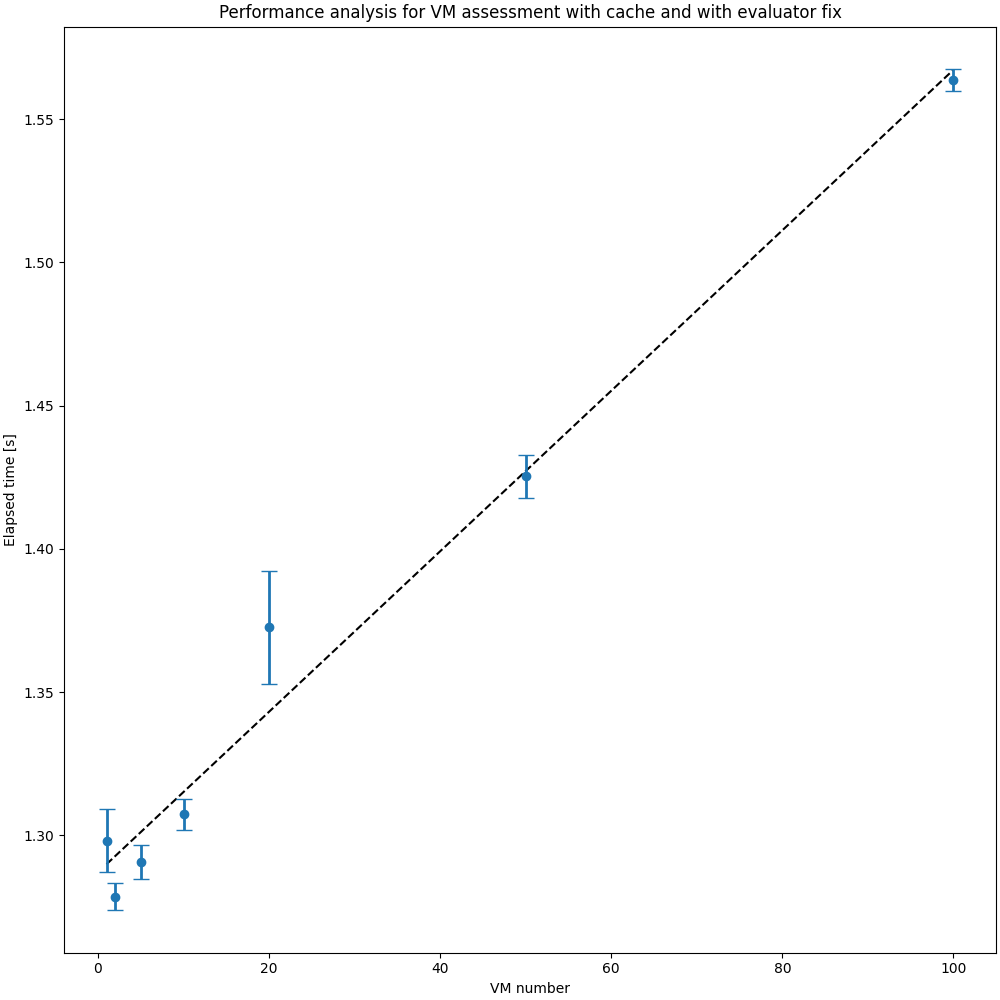 Performance analysis for VM assessment with cache and with evaluator fix
Elapsed time [s]
1.55
1.50
1.45
1.40
1.35
1.30
0 20 40 60 80 100
VM number